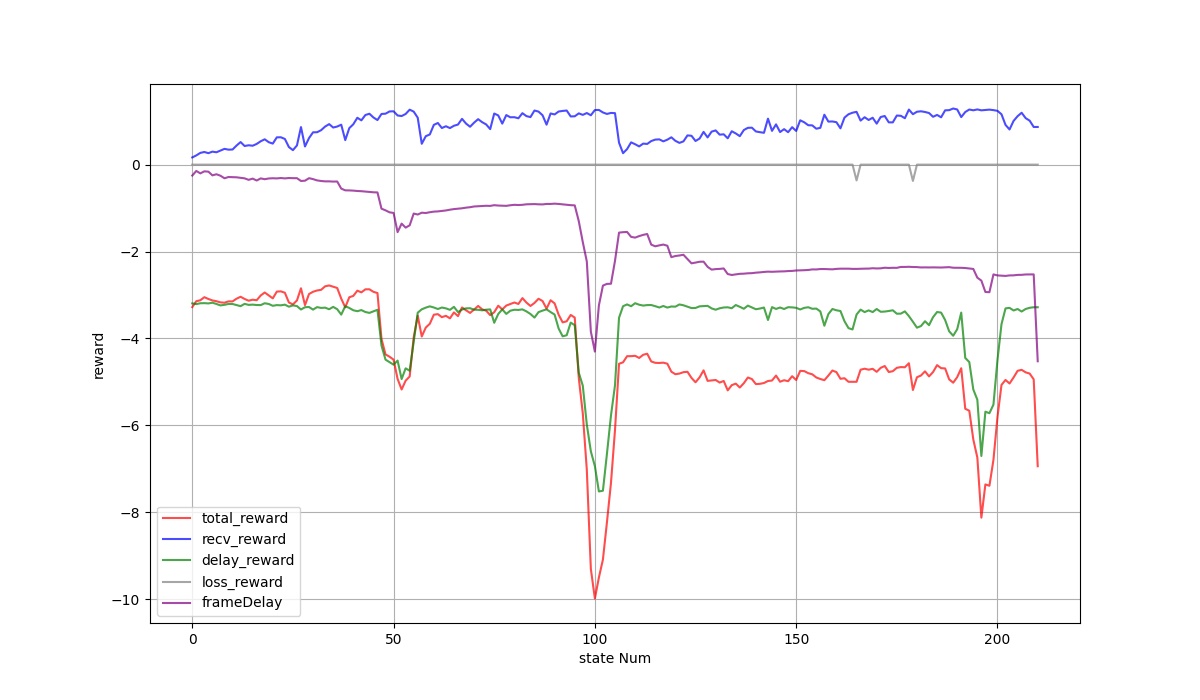 reward
0
−2
−4
−6
−8
−10
total_reward
recv_reward
delay_reward
loss_reward
frameDelay
0
50
100
150
200
state Num